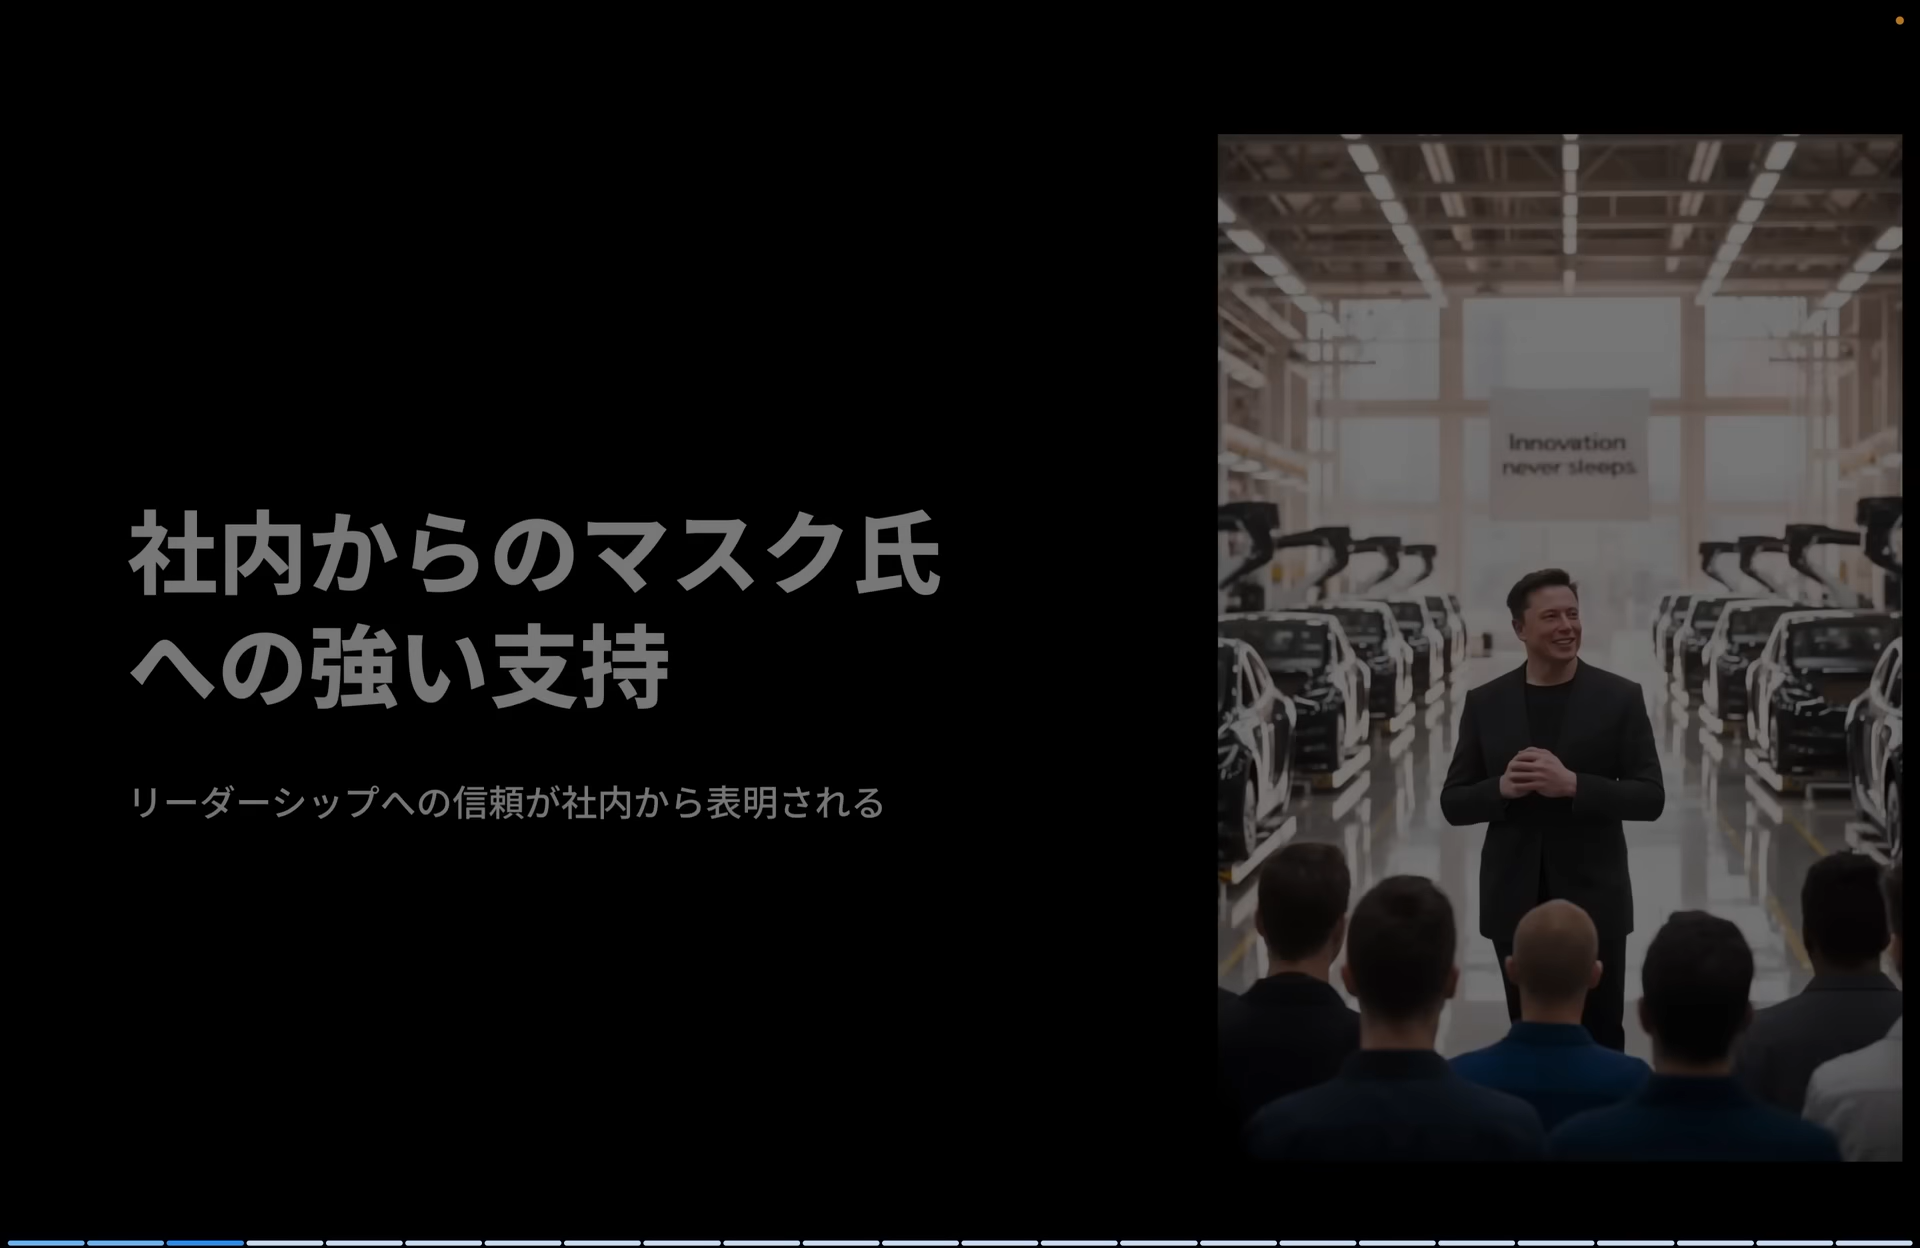 社内からのマスク氏
への強い支持
リーダーシップへの信頼が社内から表明される
Innovation
never sleeps.